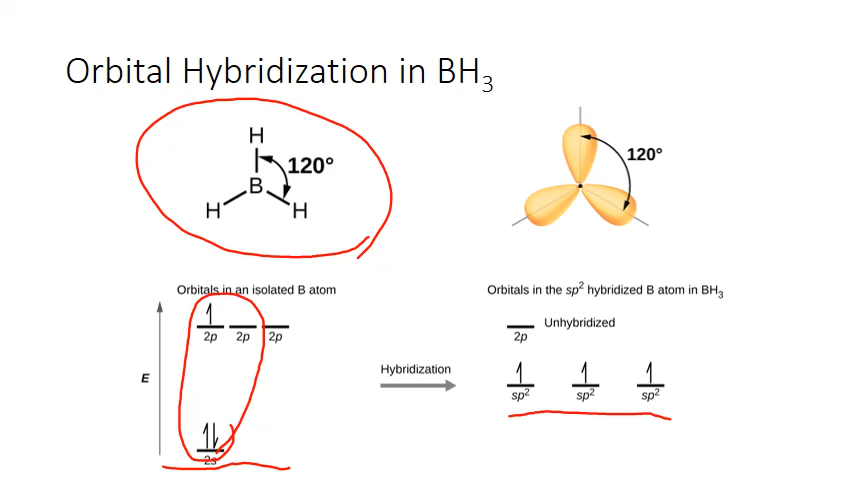 Orbital Hybridization in BH₃
H
120°
B
H H
120°
Orbitals in an isolated B atom
2p 2p 2p
E
2s
Hybridization
Orbitals in the sp² hybridized B atom in BH₃
Unhybridized
2p
sp² sp² sp²